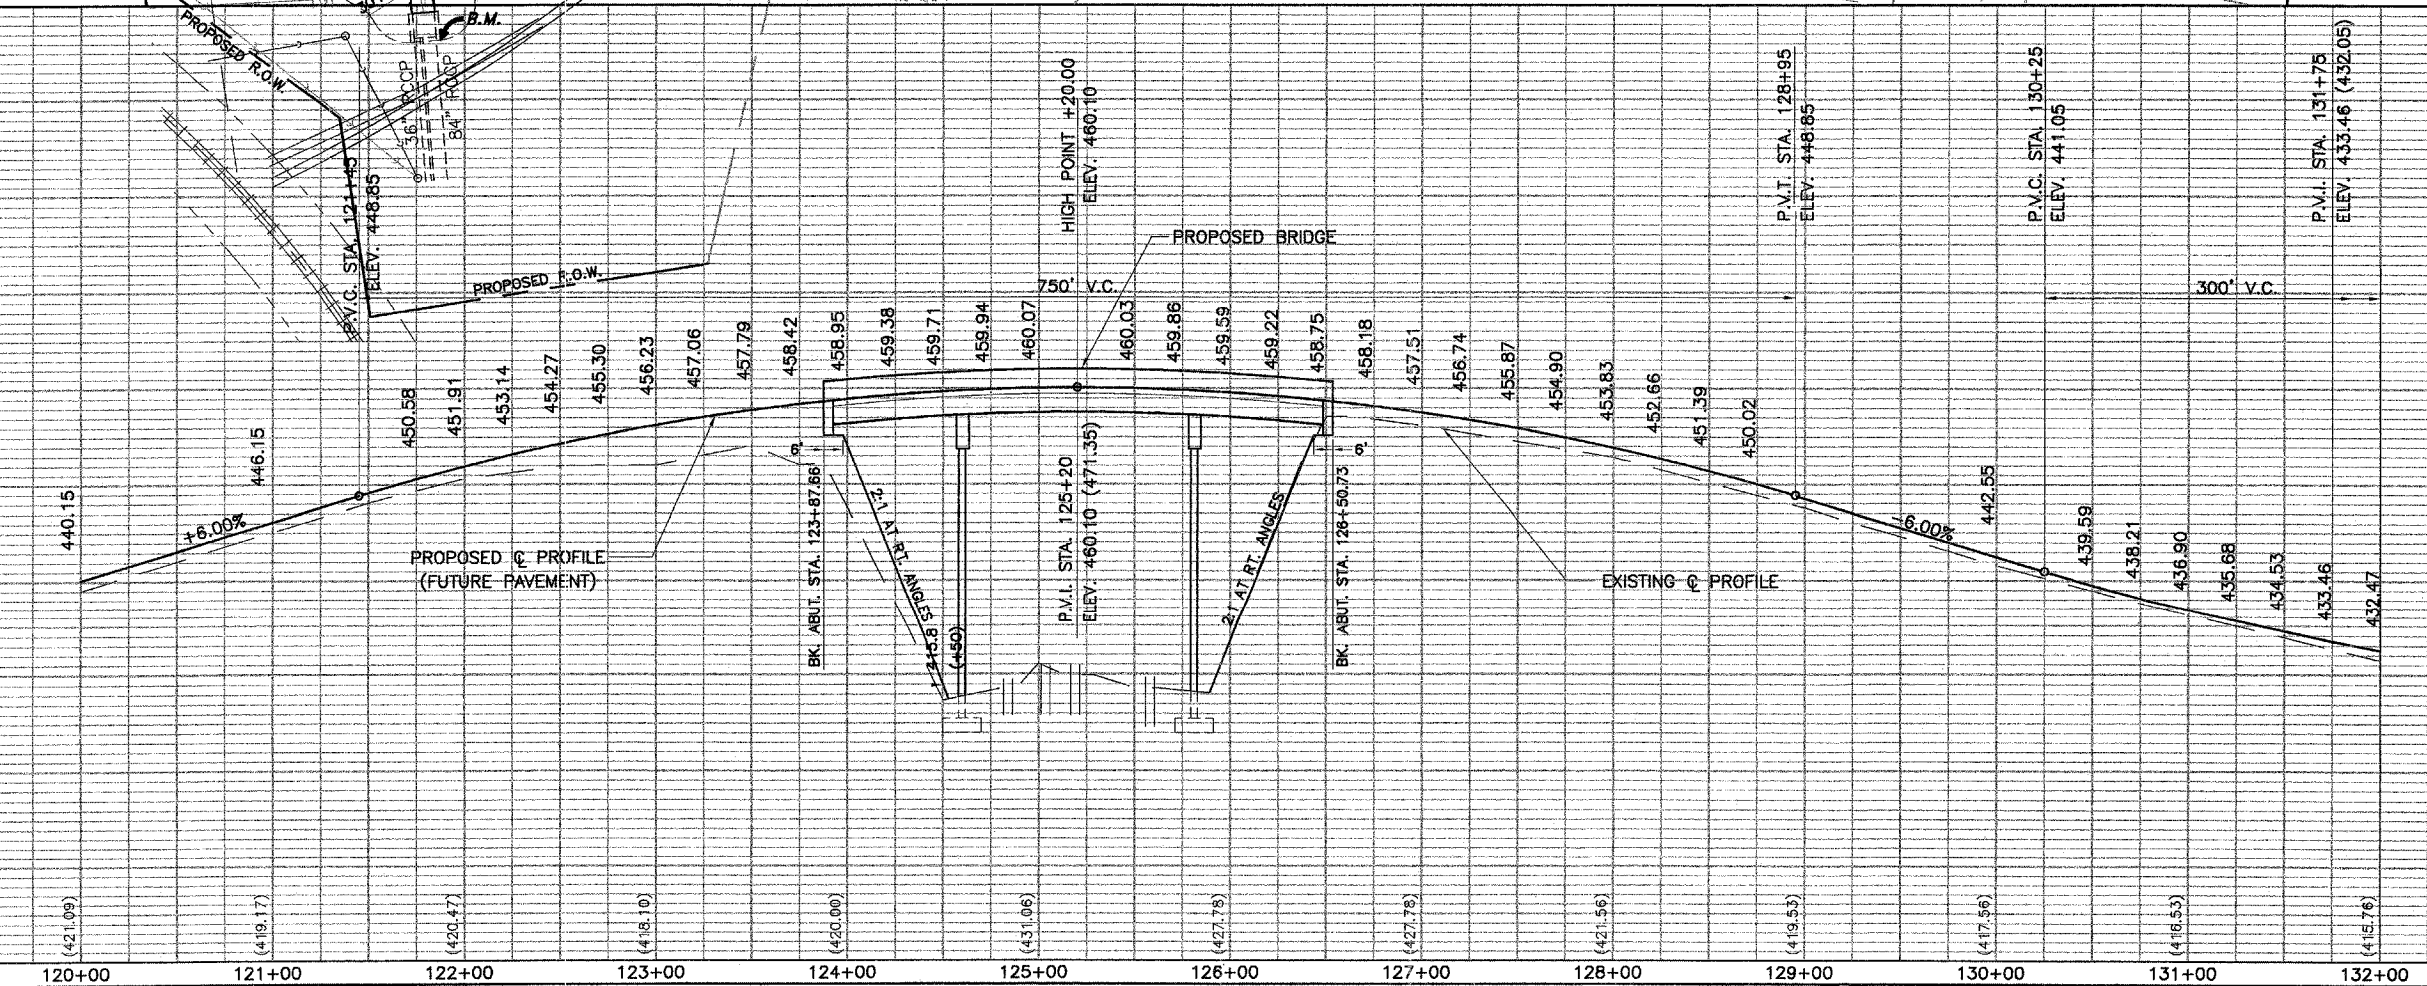 PROPOSED R.O.W.
B.M.
36" RCCP
84" RCCP
P.V.C. STA. 121+45
ELEV. 448.85
PROPOSED R.O.W.
HIGH POINT +20.00
ELEV. 460.10
PROPOSED BRIDGE
750' V.C.
P.V.T. STA. 128+95
ELEV. 448.85
P.V.C. STA. 130+25
ELEV. 441.05
P.V.I. STA. 131+75
ELEV. 433.46 (432.05)
300' V.C.
440.15
446.15
450.58
451.91
453.14
454.27
455.30
456.23
457.06
457.79
458.42
458.95
459.38
459.71
459.94
460.07
460.03
459.86
459.59
459.22
458.75
458.18
457.51
456.74
455.87
454.90
453.83
452.66
451.39
450.02
442.55
439.59
438.21
436.90
435.68
434.53
433.46
432.47
+6.00%
PROPOSED ℄ PROFILE
(FUTURE PAVEMENT)
6'
BK. ABUT. STA. 123+87.66
2:1 AT RT. ANGLES
415.8
(+50)
P.V.I. STA. 125+20
ELEV. 460.10 (471.35)
2:1 AT RT. ANGLES
6'
BK. ABUT. STA. 126+50.73
EXISTING ℄ PROFILE
-6.00%
(421.09)
(419.17)
(420.47)
(418.10)
(420.00)
(431.06)
(427.78)
(427.78)
(421.56)
(419.53)
(417.56)
(416.53)
(415.76)
120+00
121+00
122+00
123+00
124+00
125+00
126+00
127+00
128+00
129+00
130+00
131+00
132+00